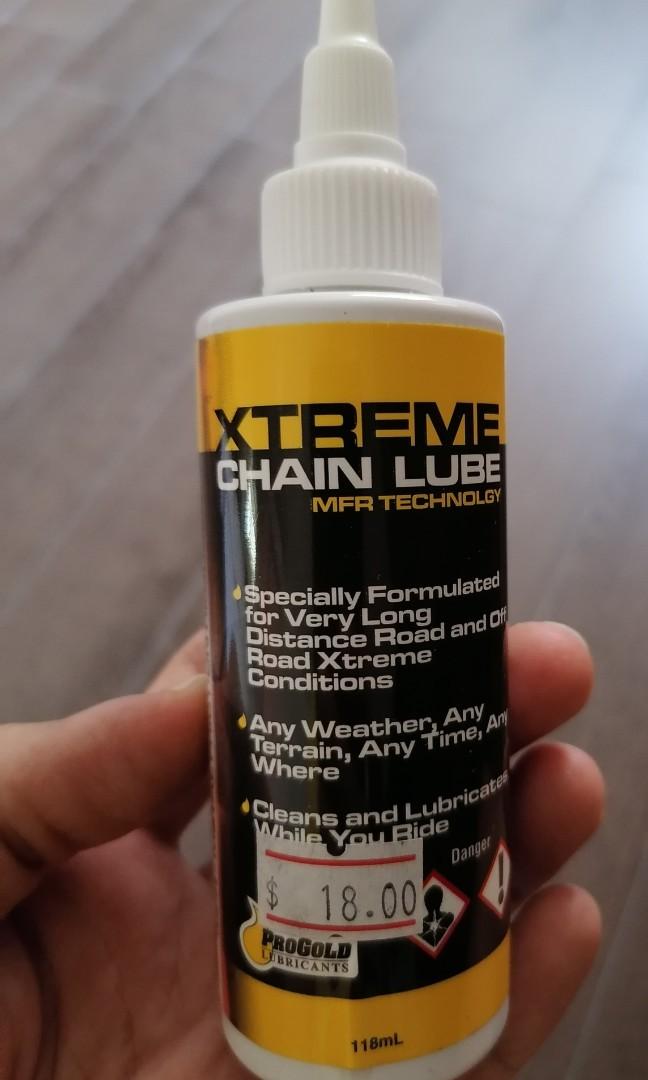 XTREME
CHAIN LUBE
MFR TECHNOLGY
Specially Formulated
for Very Long
Distance Road and Off
Road Xtreme
Conditions
Any Weather, Any
Terrain, Any Time, Any
Where
Cleans and Lubricates
While You Ride
Danger
$ 18.00
PROGOLD
LUBRICANTS
118mL